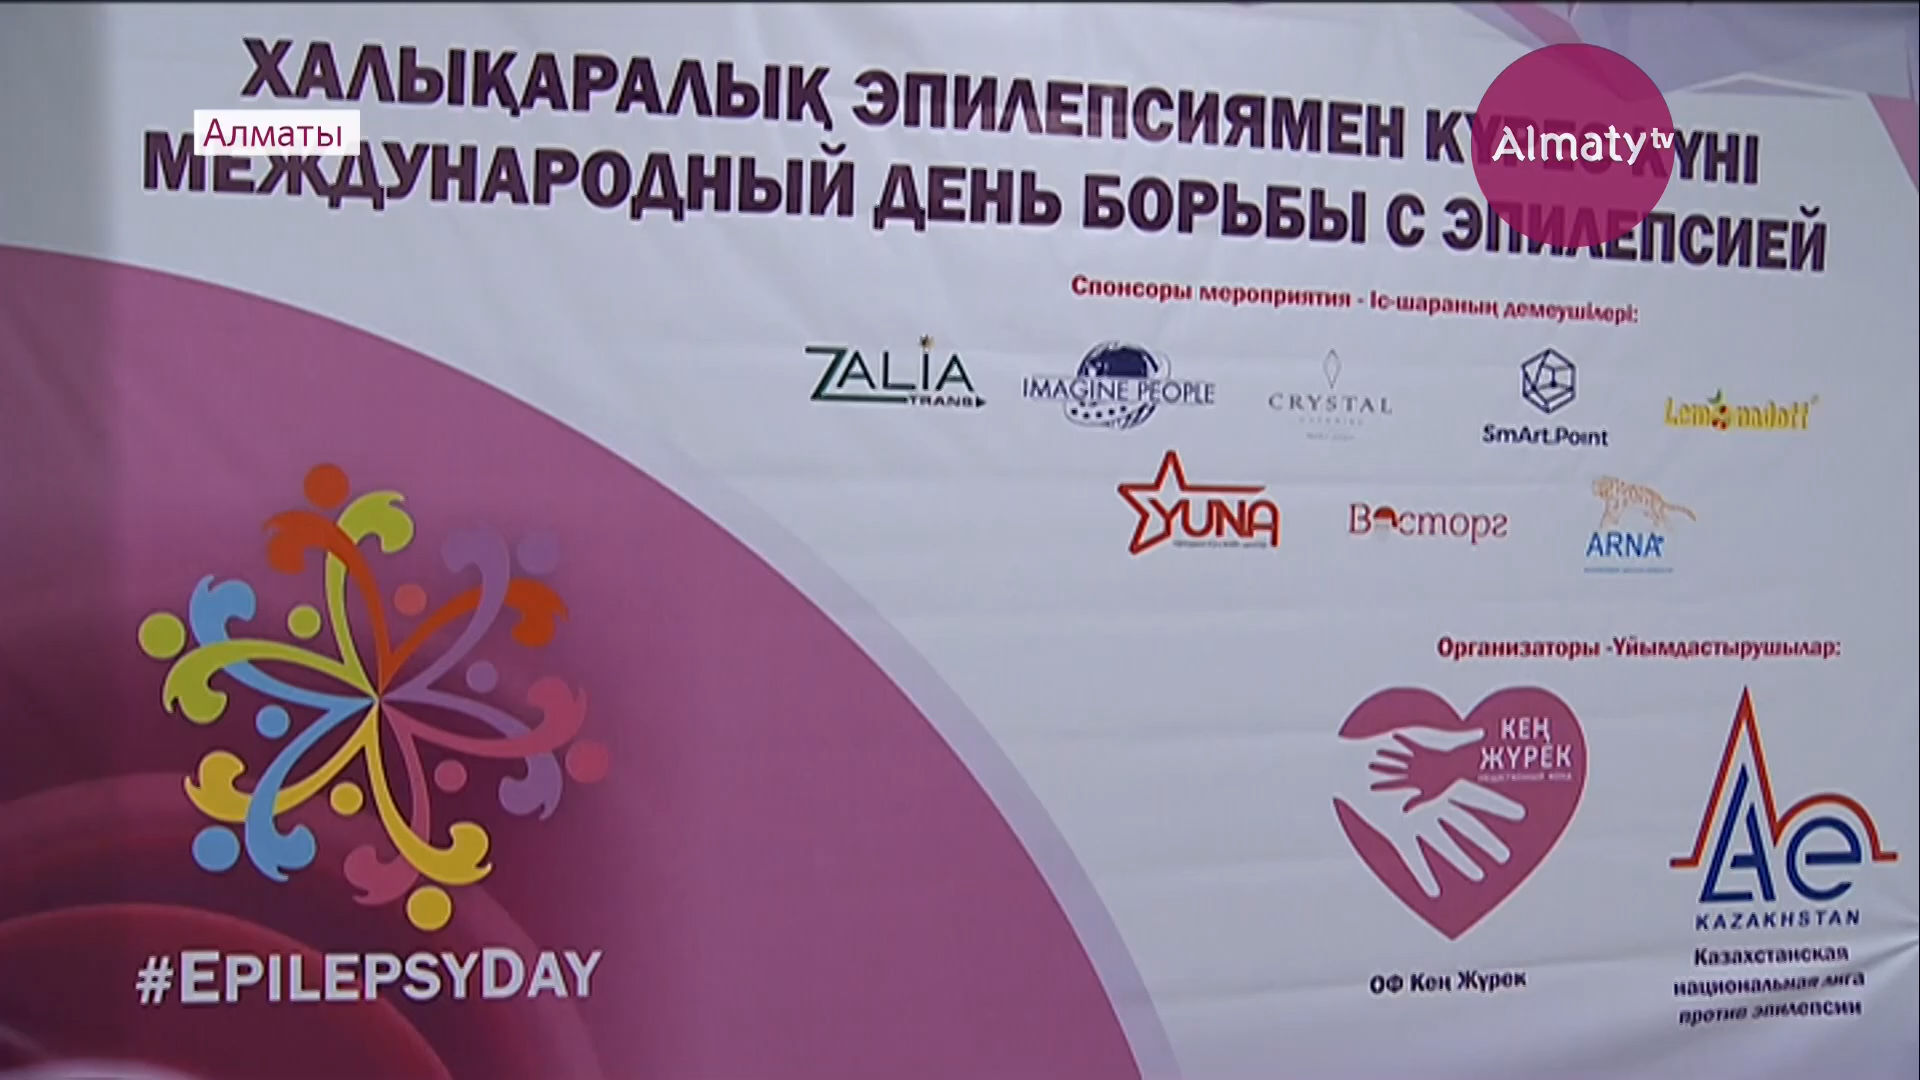 ХАЛЫҚАРАЛЫҚ ЭПИЛЕПСИЯМЕН КҮРЕС КҮНІ
Almaty tv
Алматы
МЕЖДУНАРОДНЫЙ ДЕНЬ БОРЬБЫ С ЭПИЛЕПСИЕЙ
Спонсоры мероприятия - Іс-шараның демеушілері:
ZALIA
TRANS
IMAGINE PEOPLE
CRYSTAL
SmArt.Point
Lemonadoff
YUNA
Восторг
ARNA
Организаторы -Ұйымдастырушылар:
КЕҢ
ЖҮРЕК
ОФ Кең Жүрек
Ae
KAZAKHSTAN
Казахстанская
национальная лига
против эпилепсии
#EPILEPSYDAY